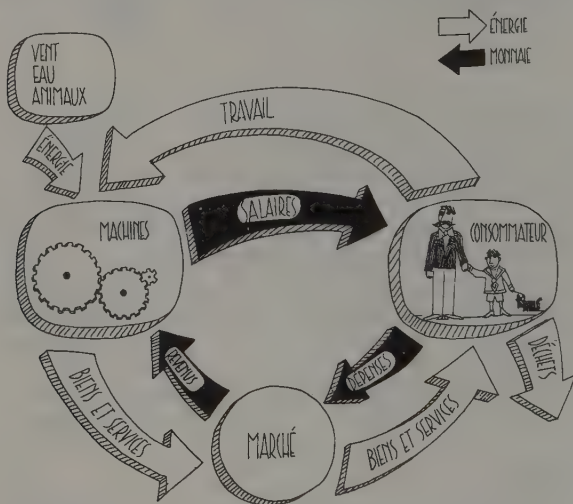 ÉNERGIE
MONNAIE
VENT
EAU
ANIMAUX
ÉNERGIE
TRAVAIL
MACHINES
SALAIRES
CONSOMMATEUR
REVENUS
DÉPENSES
DÉCHETS
BIENS ET SERVICES
MARCHÉ
BIENS ET SERVICES